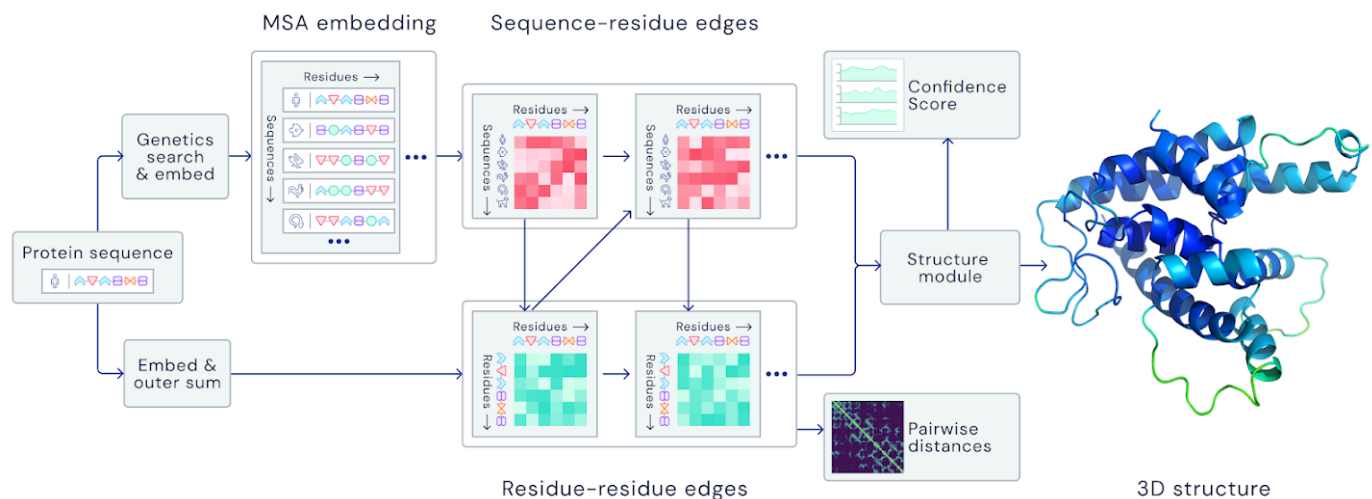 MSA embedding
Sequence-residue edges
Residues →
Sequences →
Genetics
search
& embed
Protein sequence
Embed &
outer sum
Residues →
Sequences →
Residues →
Sequences →
Confidence
Score
Structure
module
Residues →
Residues →
Residues →
Residues →
Pairwise
distances
Residue-residue edges
3D structure